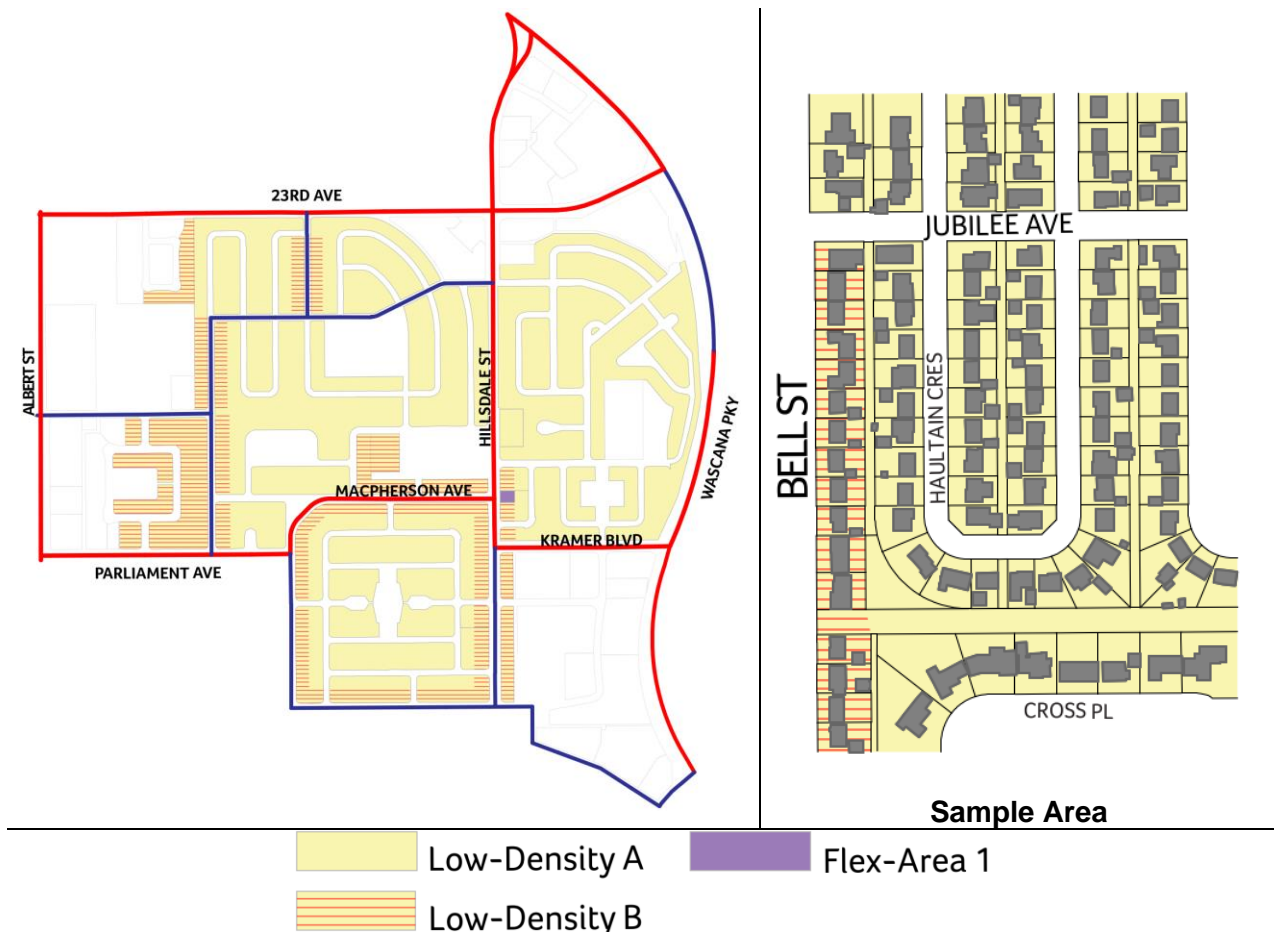 23RD AVE
ALBERT ST
HILLSDALE ST
WASCANA PKY
MACPHERSON AVE
KRAMER BLVD
PARLIAMENT AVE
JUBILEE AVE
BELL ST
HAULTAIN CRES
CROSS PL
Sample Area
Low-Density A
Flex-Area 1
Low-Density B